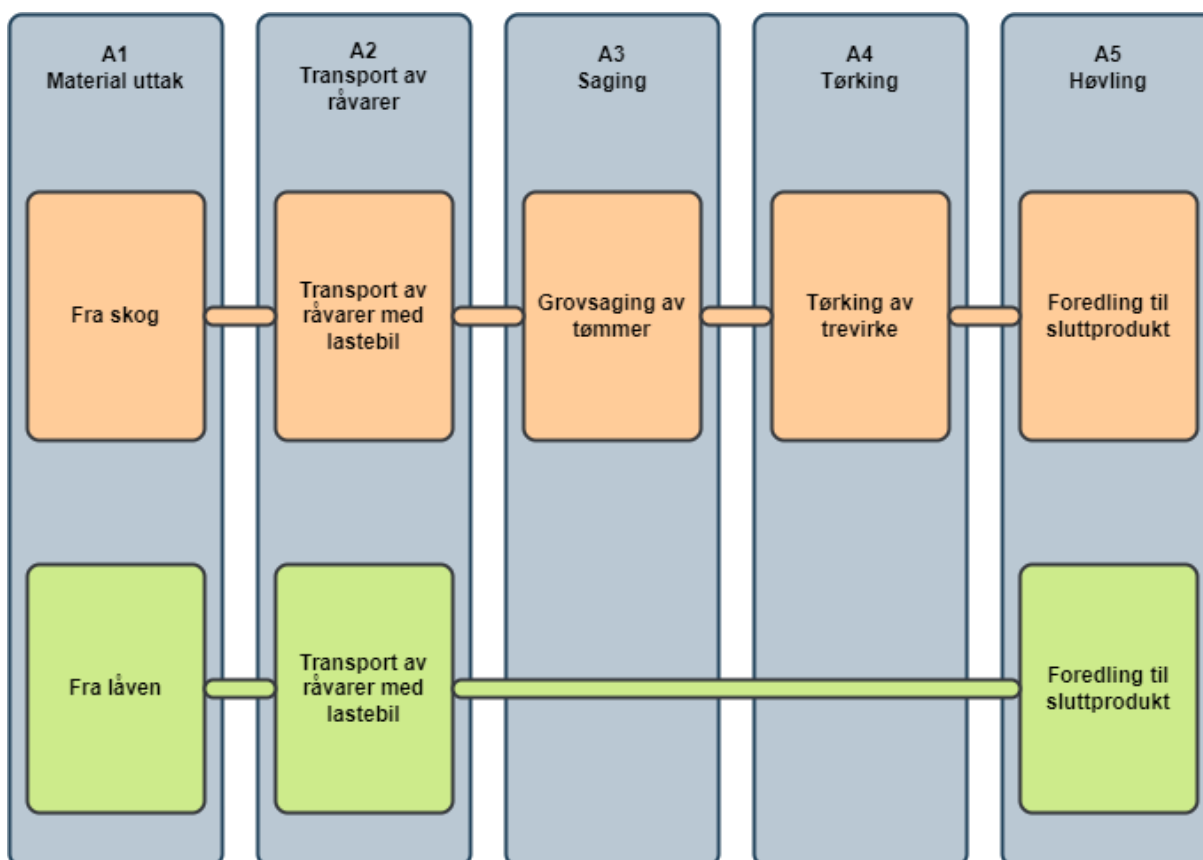 A1
Material uttak
A2
Transport av
råvarer
A3
Saging
A4
Tørking
A5
Høvling
Fra skog
Transport av
råvarer med
lastebil
Grovsaging av
tømmer
Tørking av
trevirke
Foredling til
sluttprodukt
Fra låven
Transport av
råvarer med
lastebil
Foredling til
sluttprodukt